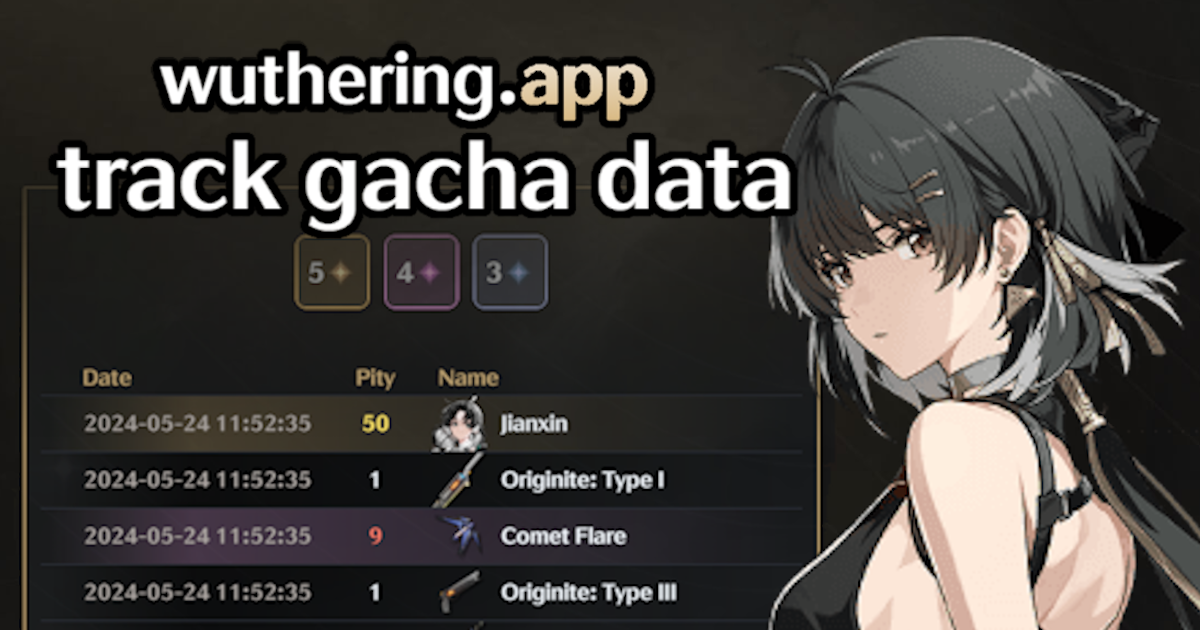 wuthering.app
track gacha data
5 4 3
Date Pity Name
2024-05-24 11:52:35 50 Jianxin
2024-05-24 11:52:35 1 Originite: Type I
2024-05-24 11:52:35 9 Comet Flare
2024-05-24 11:52:35 1 Originite: Type III